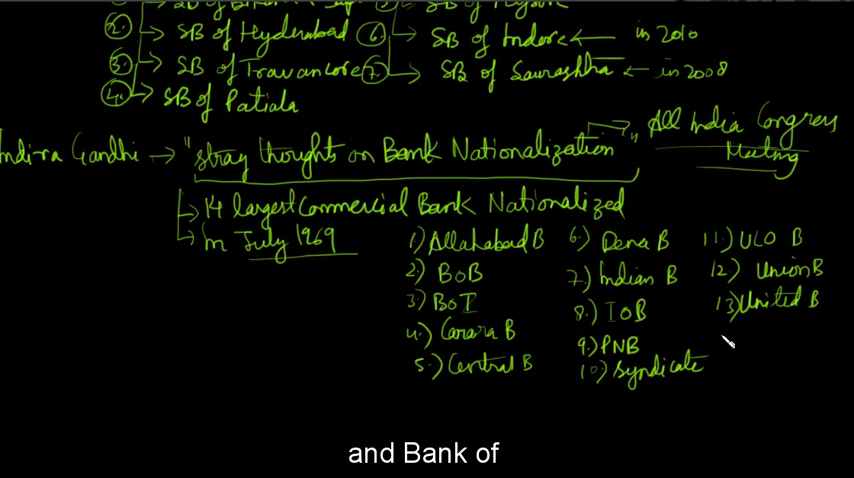 2. → SB of Hyderabad 6. → SB of Indore ← in 2010
3. → SB of Travancore 7. → SB of Saurashtra ← in 2008
4. → SB of Patiala
Indira Gandhi → "stray thoughts on Bank Nationalization" → All India Congress
Meeting
→ 14 largest Commercial Bank Nationalized
→ in July 1969
1.) Allahabad B 6.) Dena B 11.) UCO B
2.) BOB 7.) Indian B 12.) Union B
3.) BOI 8.) IOB 13.) United B
4.) Canara B 9.) PNB
5.) Central B 10.) Syndicate
and Bank of